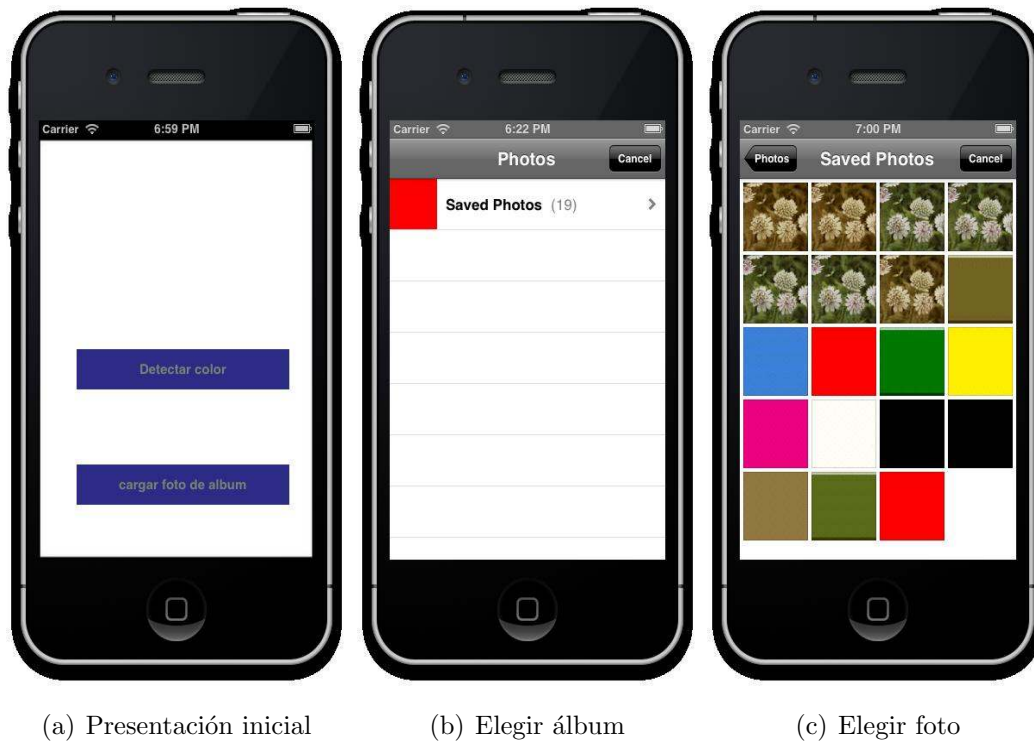 Carrier 6:59 PM
Detectar color
cargar foto de album
(a) Presentación inicial
Carrier 6:22 PM
Photos Cancel
Saved Photos (19)
(b) Elegir álbum
Carrier 7:00 PM
Photos Saved Photos Cancel
(c) Elegir foto